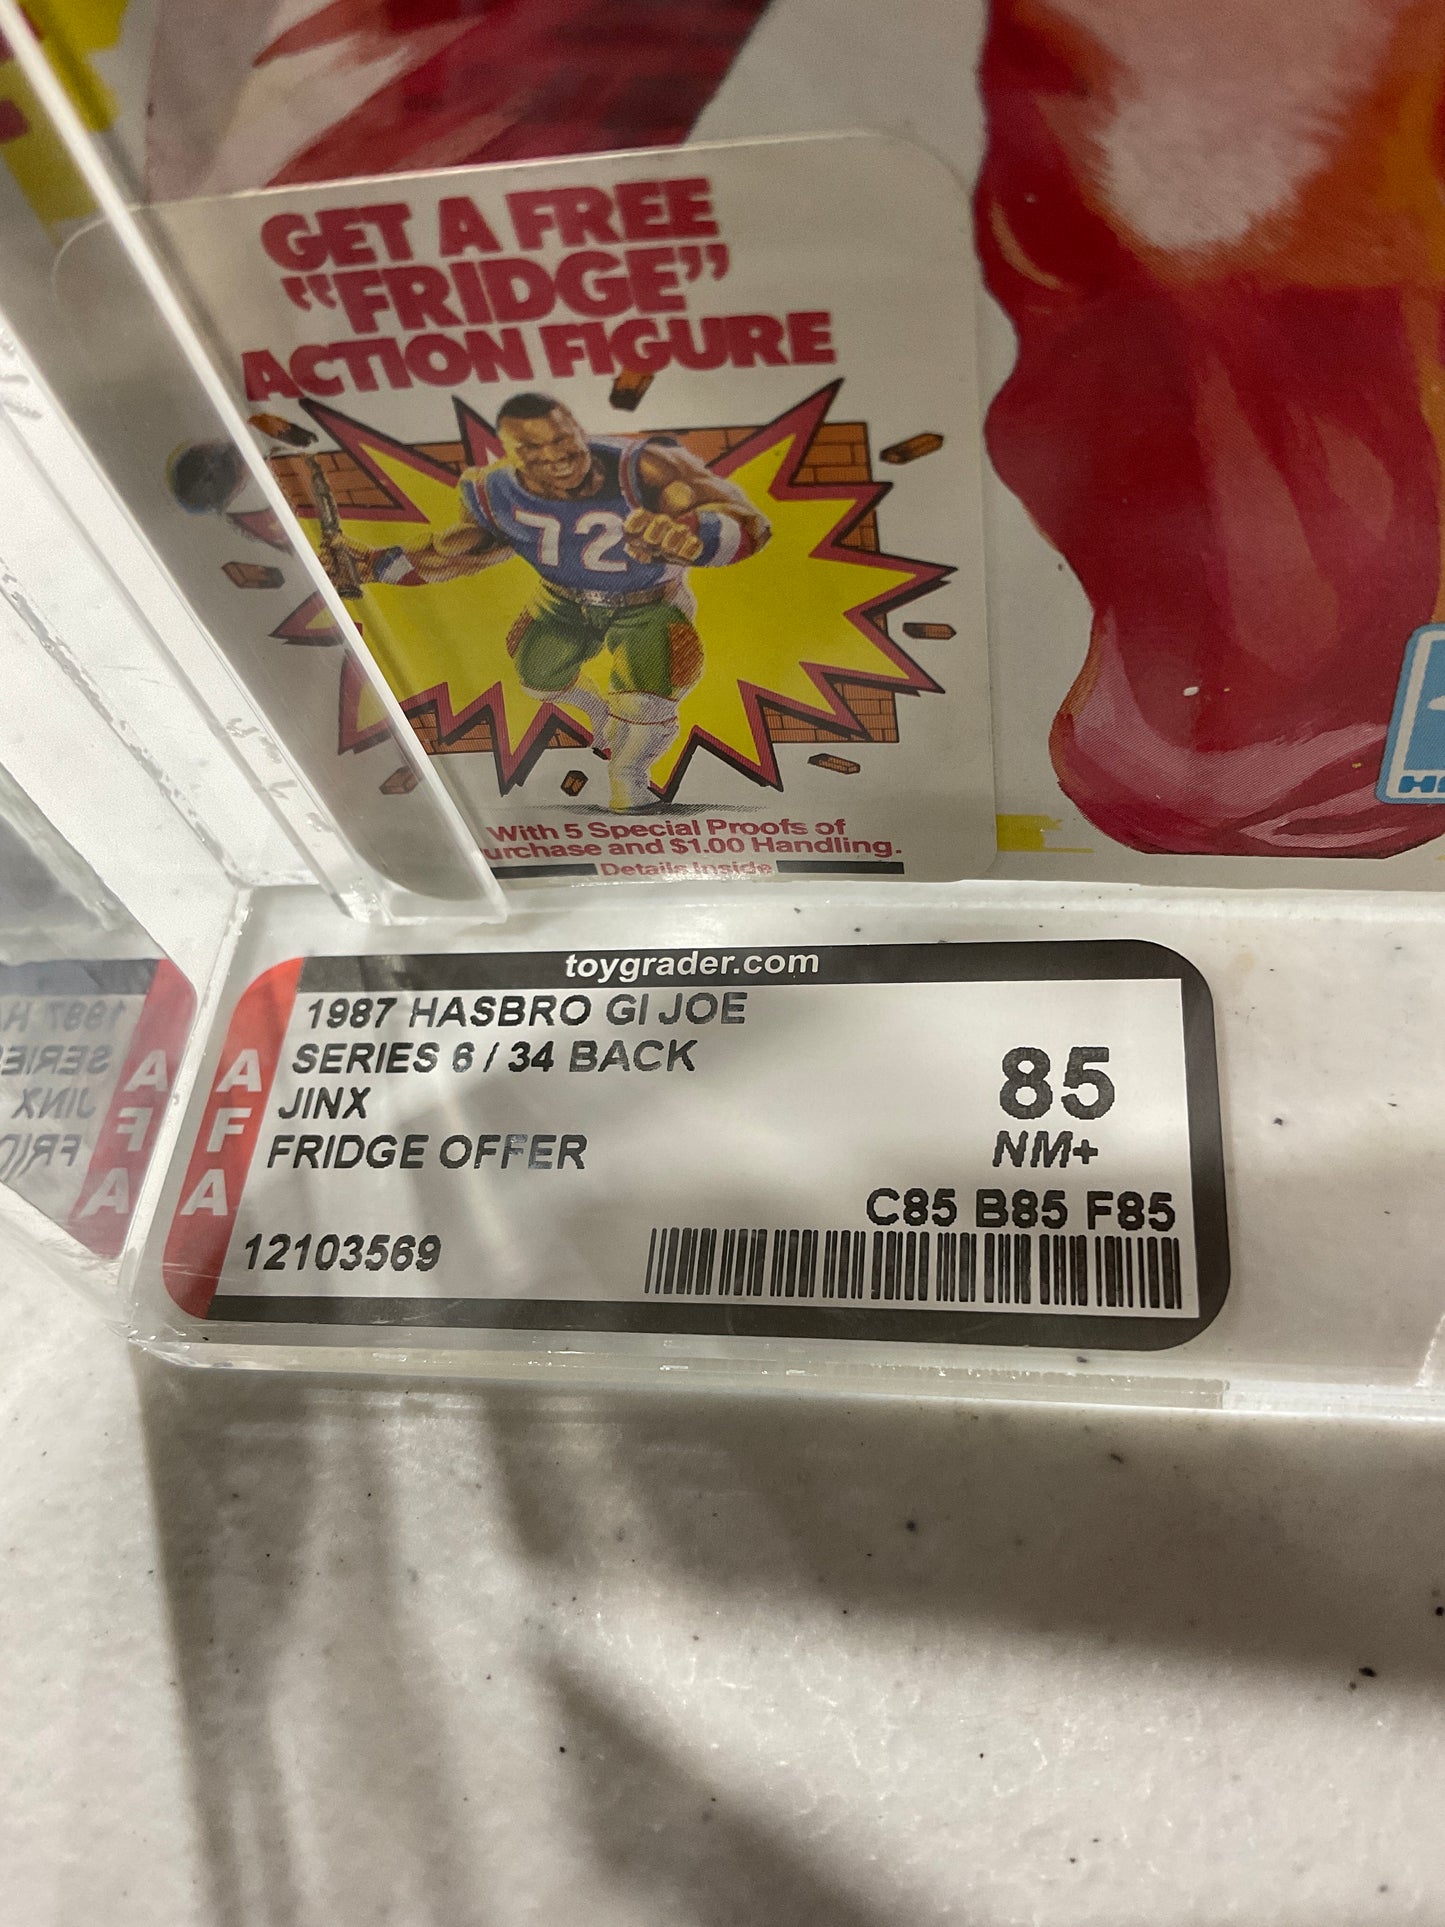 GET A FREE
"FRIDGE"
ACTION FIGURE
72
With 5 Special Proofs of
urchase and $1.00 Handling.
Details Inside
toygrader.com
1987 HASBRO GI JOE
SERIES 6 / 34 BACK
JINX
FRIDGE OFFER
85
NM+
C85 B85 F85
12103569
AFA